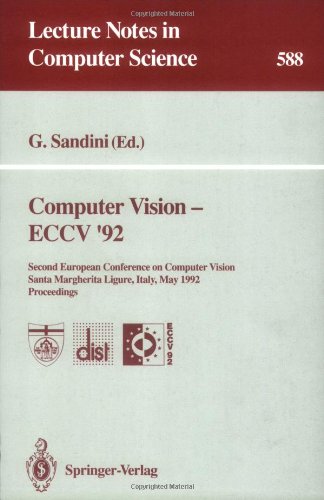 Lecture Notes in
Computer Science
588
G. Sandini (Ed.)
Computer Vision –
ECCV '92
Second European Conference on Computer Vision
Santa Margherita Ligure, Italy, May 1992
Proceedings
dist
ECCV 92
Springer-Verlag